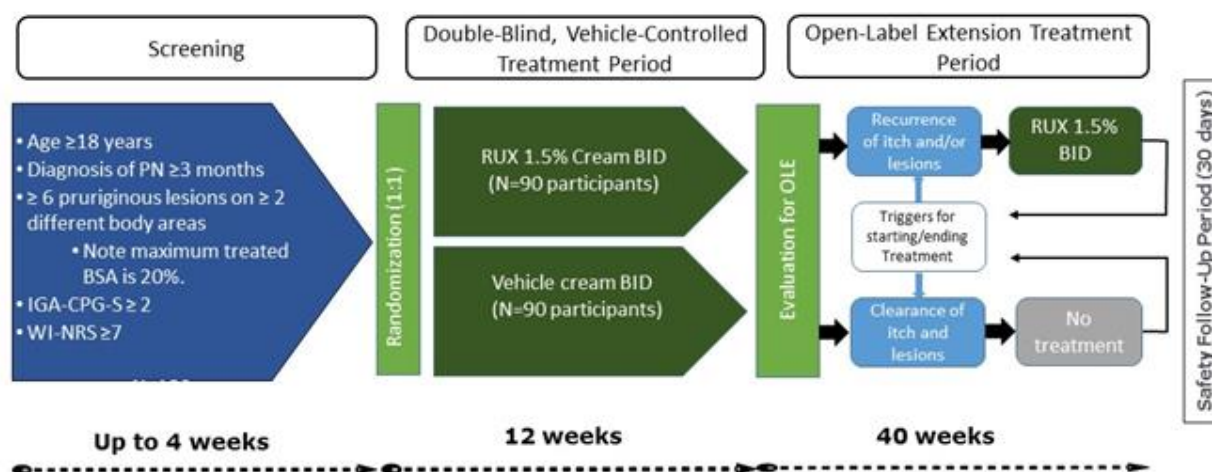 Screening
Double-Blind, Vehicle-Controlled
Treatment Period
Open-Label Extension Treatment
Period
• Age ≥18 years
• Diagnosis of PN ≥3 months
• ≥ 6 pruriginous lesions on ≥ 2
different body areas
• Note maximum treated
BSA is 20%.
• IGA-CPG-S ≥ 2
• WI-NRS ≥7
Randomization (1:1)
RUX 1.5% Cream BID
(N=90 participants)
Vehicle cream BID
(N=90 participants)
Evaluation for OLE
Recurrence
of itch and/or
lesions
RUX 1.5%
BID
Triggers for
starting/ending
Treatment
Clearance of
itch and
lesions
No
treatment
Safety Follow-Up Period (30 days)
Up to 4 weeks
12 weeks
40 weeks